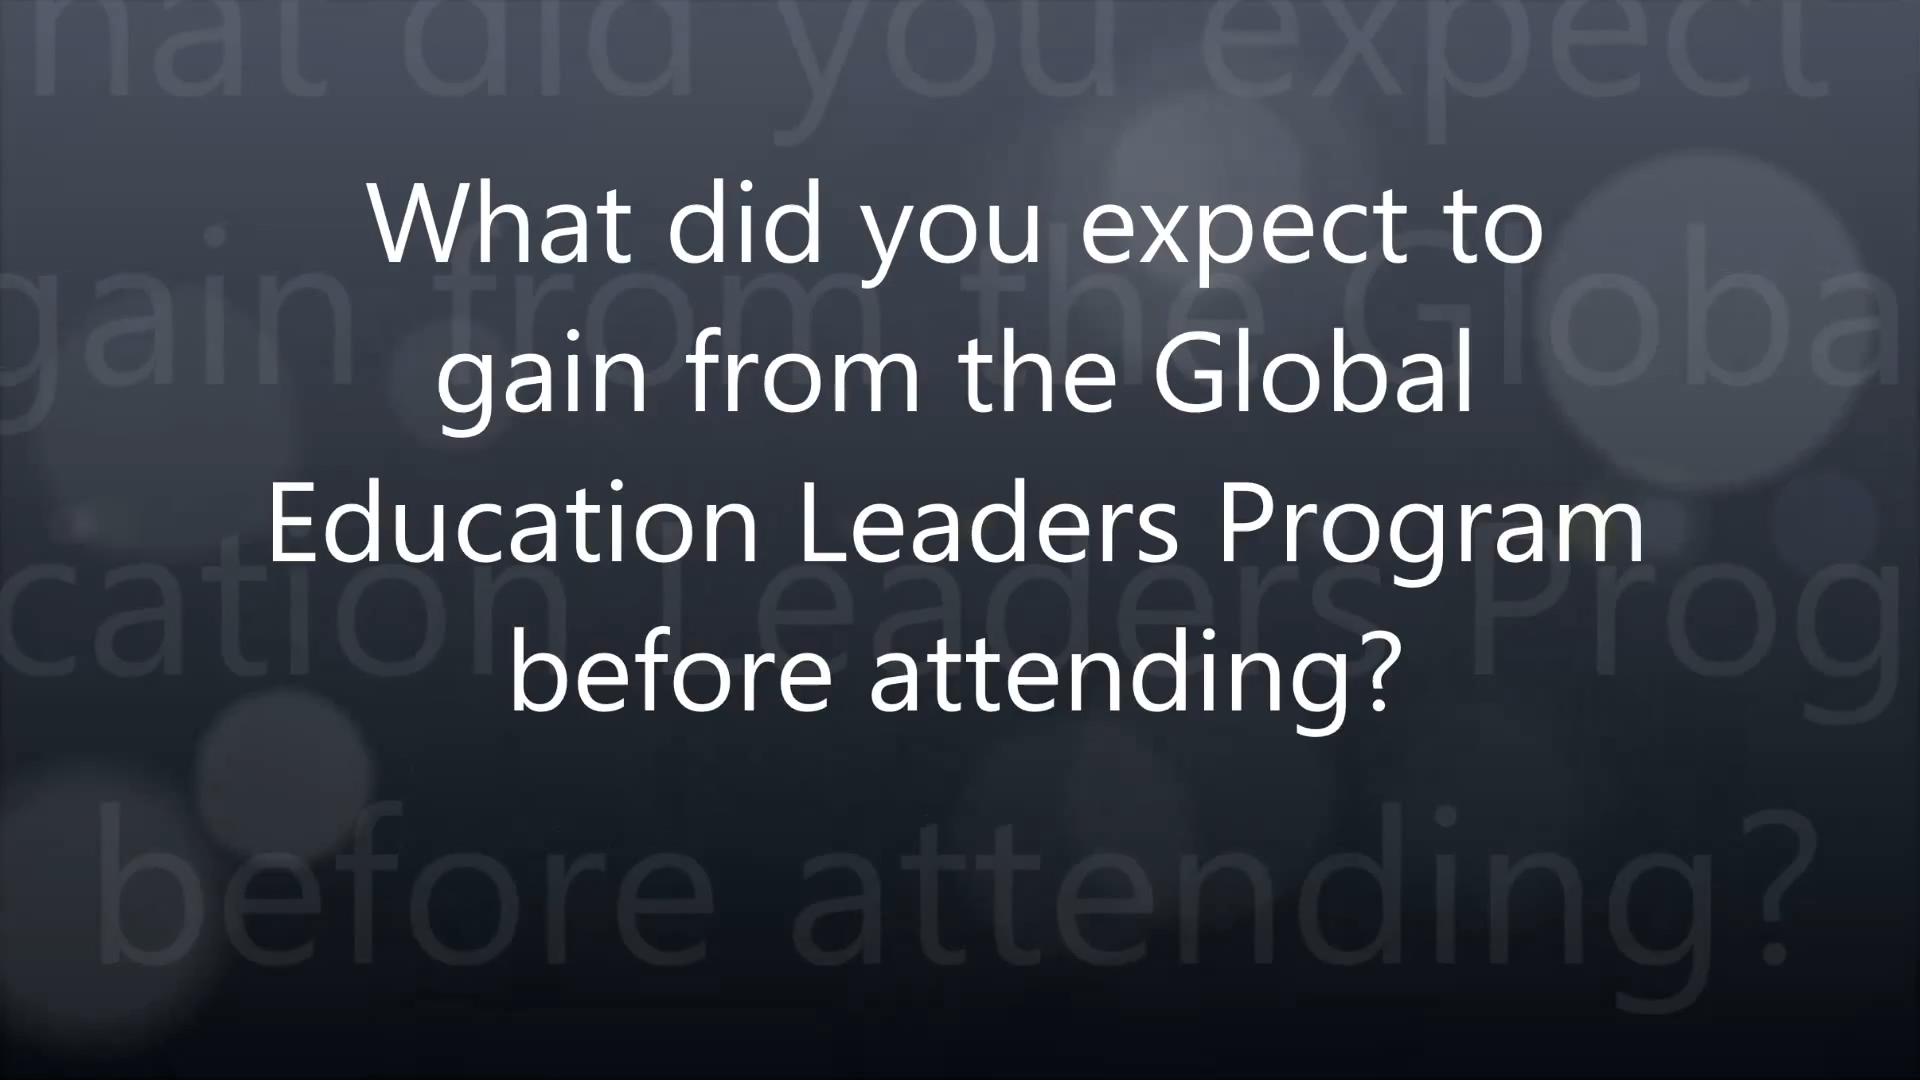 What did you expect to
gain from the Global
Education Leaders Program
before attending?